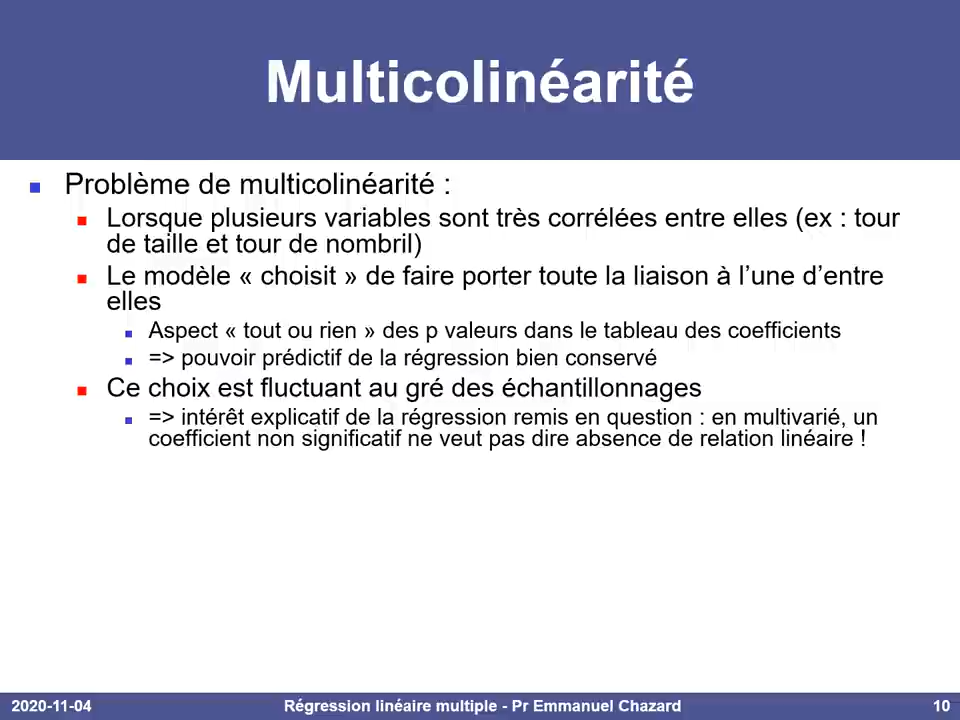 Multicolinéarité
Problème de multicolinéarité :
Lorsque plusieurs variables sont très corrélées entre elles (ex : tour
de taille et tour de nombril)
Le modèle « choisit » de faire porter toute la liaison à l’une d’entre
elles
Aspect « tout ou rien » des p valeurs dans le tableau des coefficients
=> pouvoir prédictif de la régression bien conservé
Ce choix est fluctuant au gré des échantillonnages
=> intérêt explicatif de la régression remis en question : en multivarié, un
coefficient non significatif ne veut pas dire absence de relation linéaire !
2020-11-04
Régression linéaire multiple - Pr Emmanuel Chazard
10